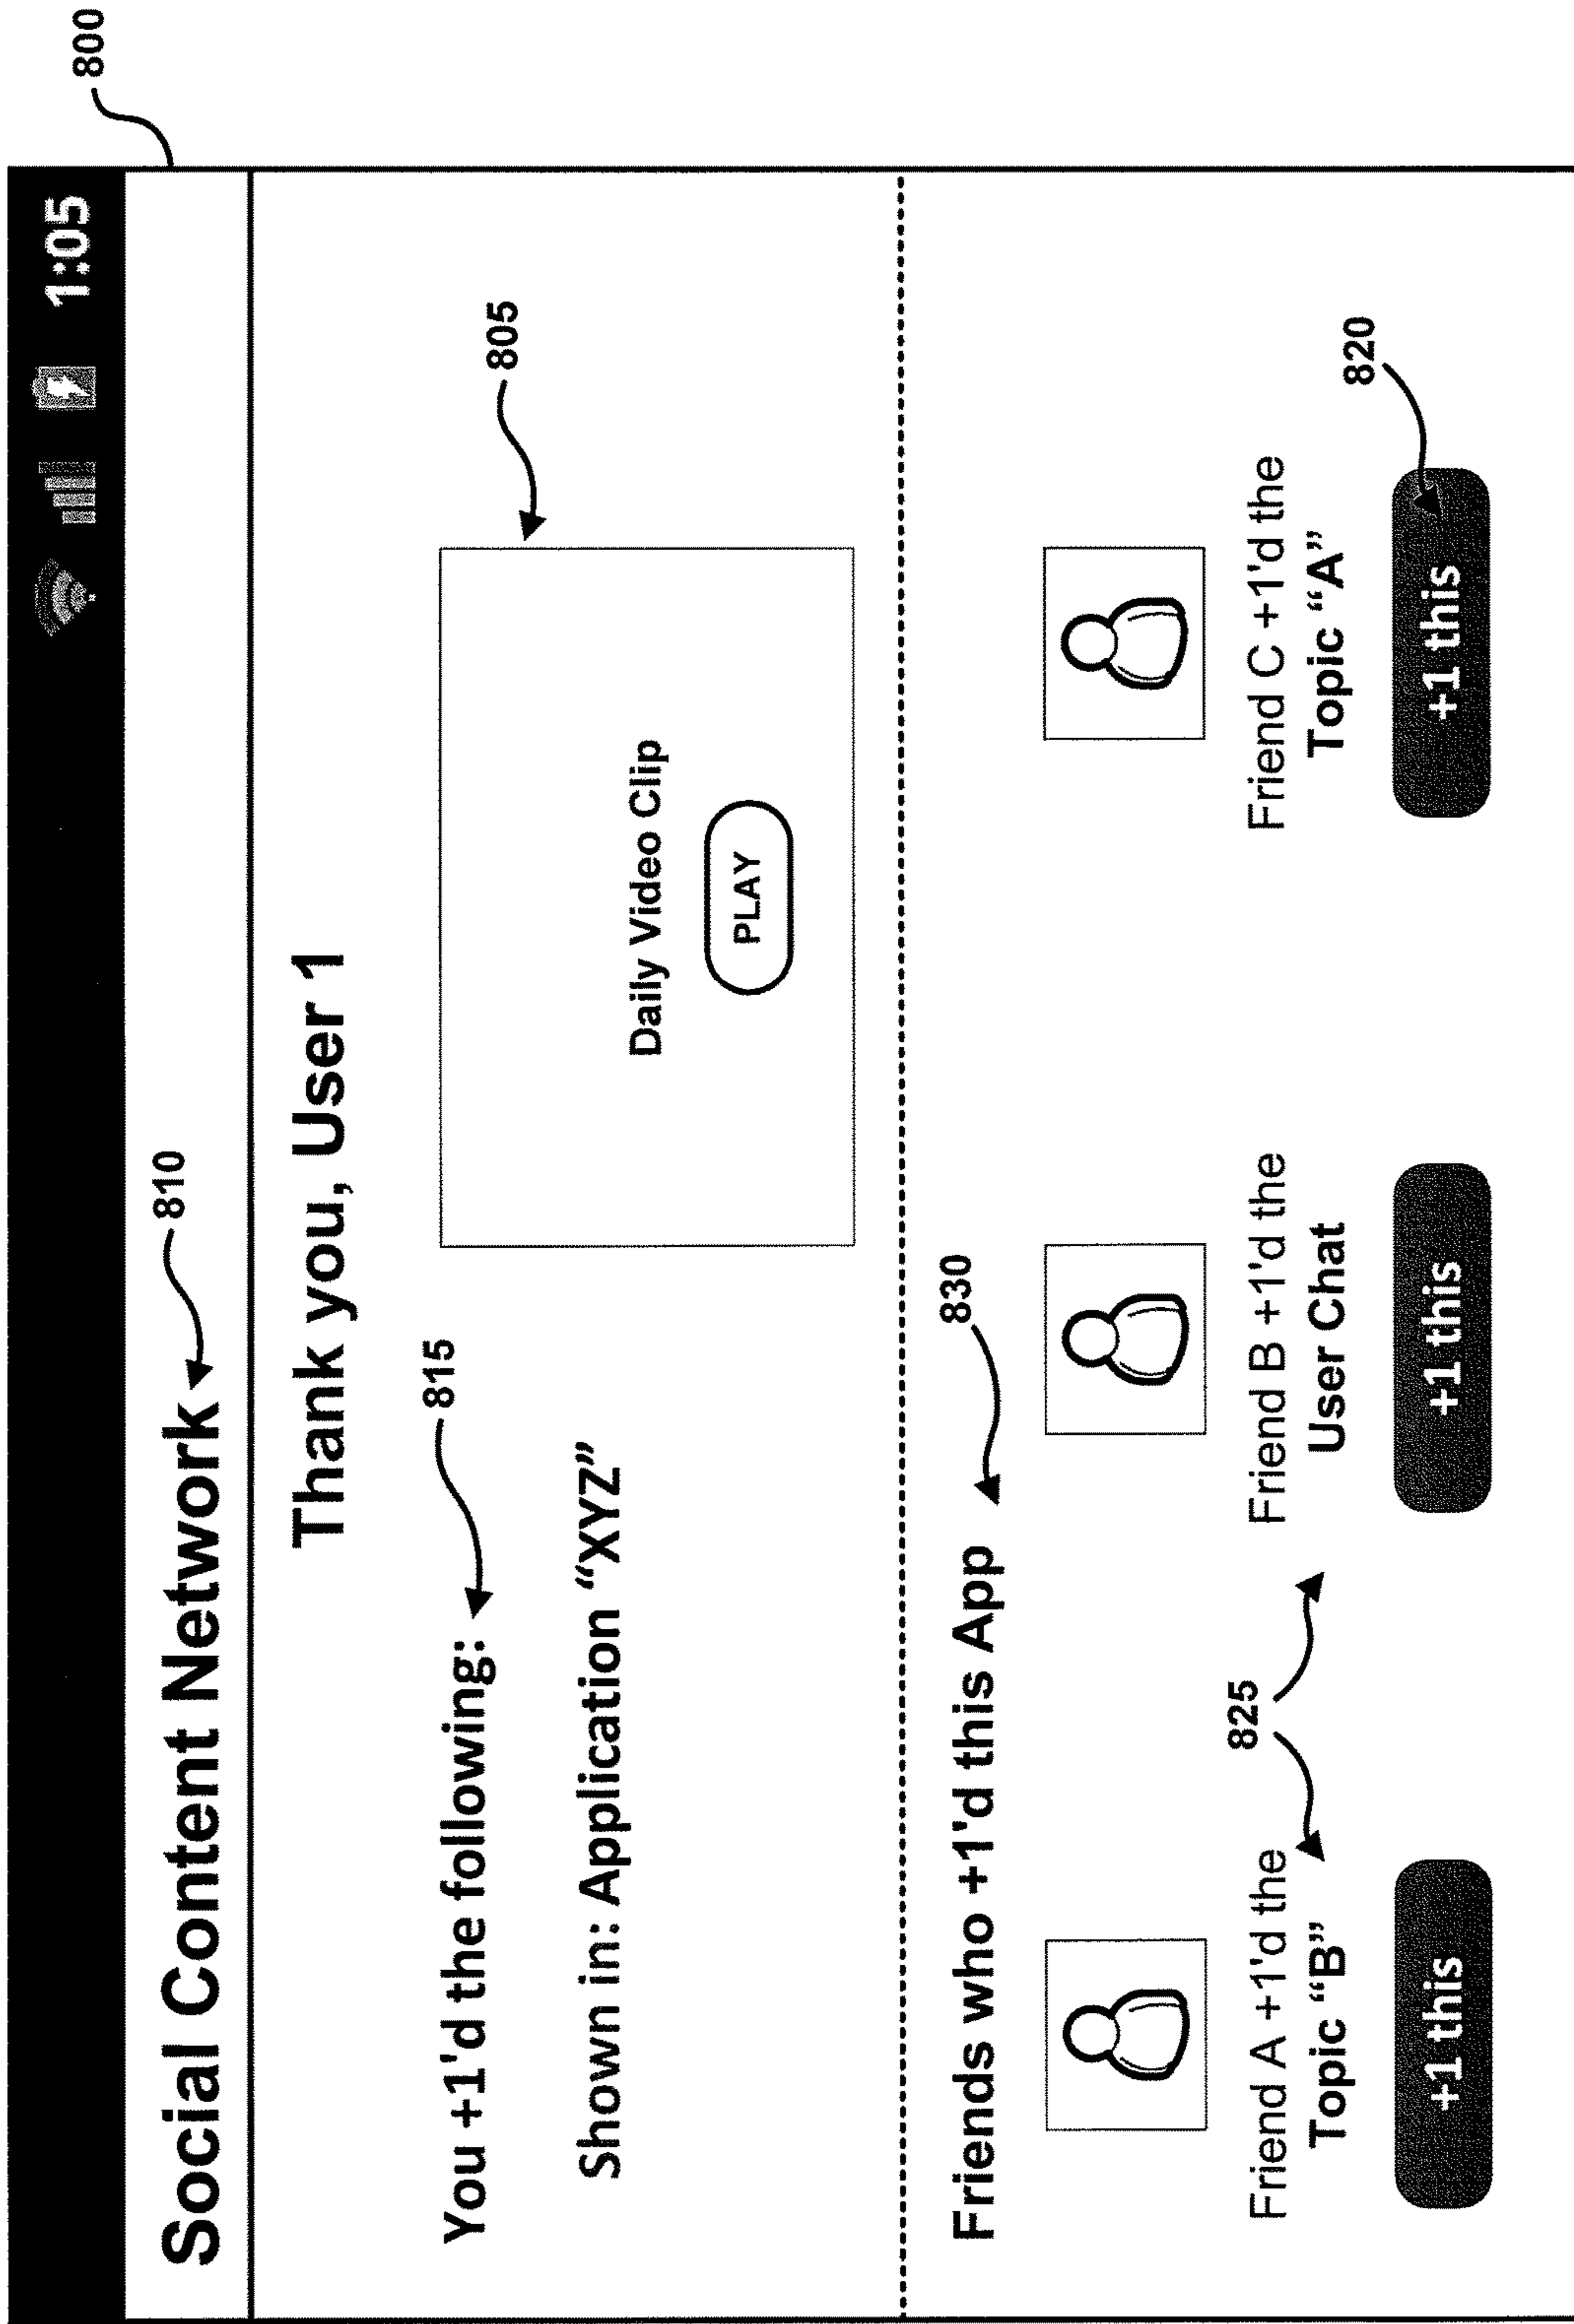 800
1:05
Social Content Network
810
Thank you, User 1
You +1'd the following:
815
805
Shown in: Application “XYZ”
Daily Video Clip
PLAY
Friends who +1'd this App
830
Friend A +1'd the
Topic “B”
+1 this
825
Friend B +1'd the
User Chat
+1 this
Friend C +1'd the
Topic “A”
820
+1 this